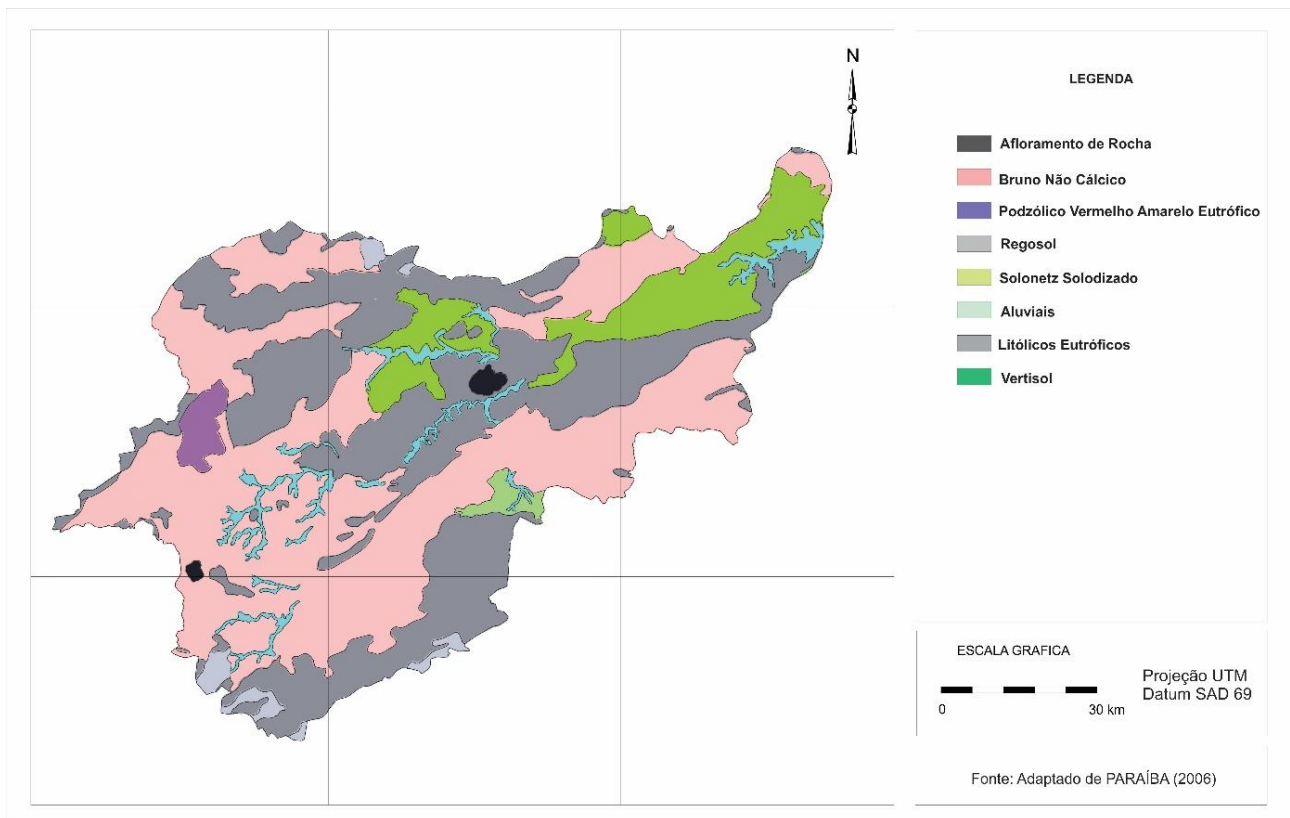 N
LEGENDA
Afloramento de Rocha
Bruno Não Cálcico
Podzólico Vermelho Amarelo Eutrófico
Regosol
Solonetz Solodizado
Aluviais
Litólicos Eutróficos
Vertisol
ESCALA GRAFICA
0 30 km
Projeção UTM
Datum SAD 69
Fonte: Adaptado de PARAÍBA (2006)